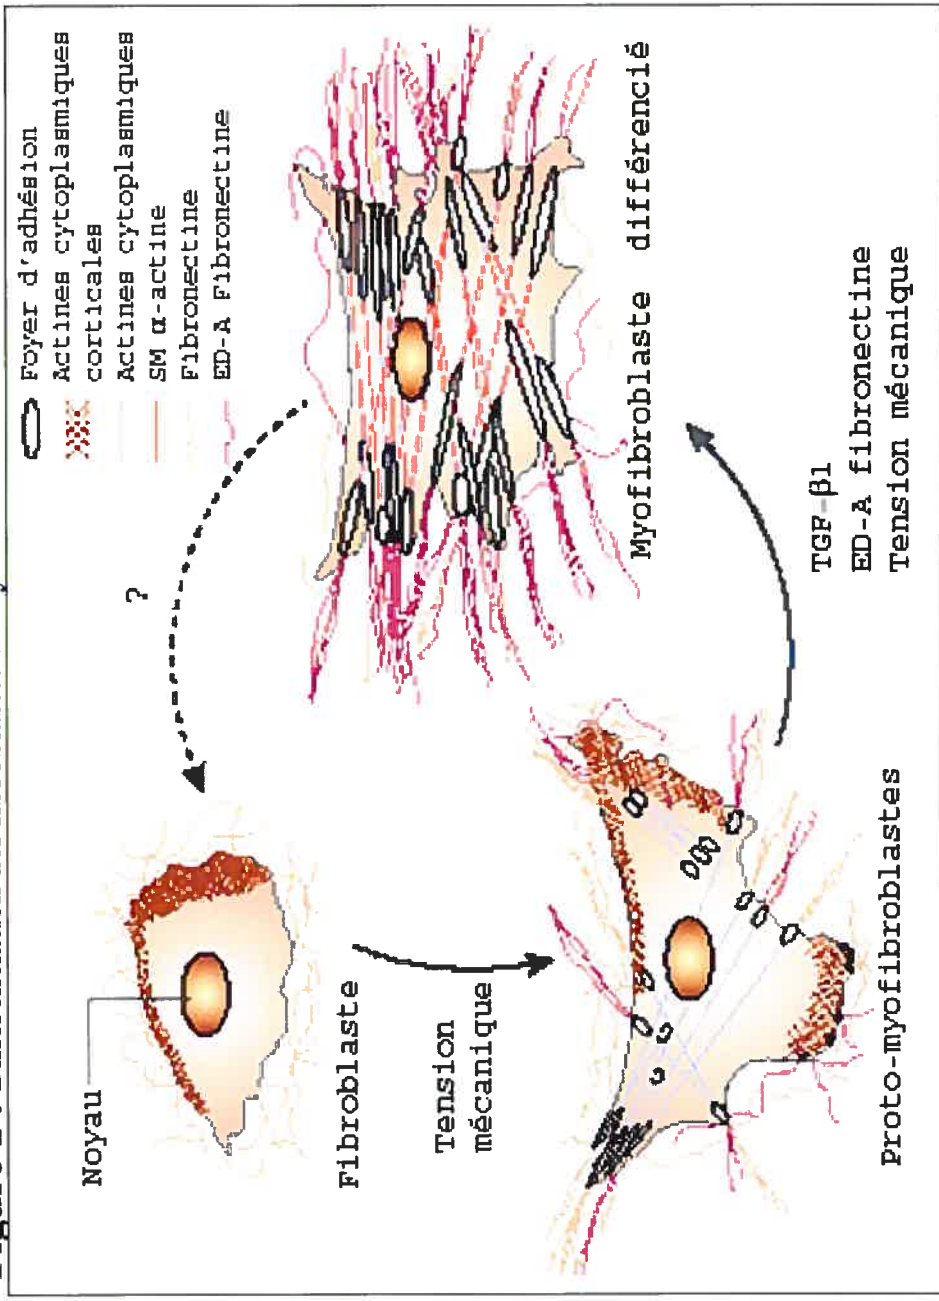 Noyau
Fibroblaste
Tension
mécanique
Proto-myofibroblastes
TGF-β1
ED-A fibronectine
Tension mécanique
Myofibroblaste différencié
?
Foyer d'adhésion
Actines cytoplasmiques
corticales
Actines cytoplasmiques
SM α-actine
Fibronectine
ED-A Fibronectine